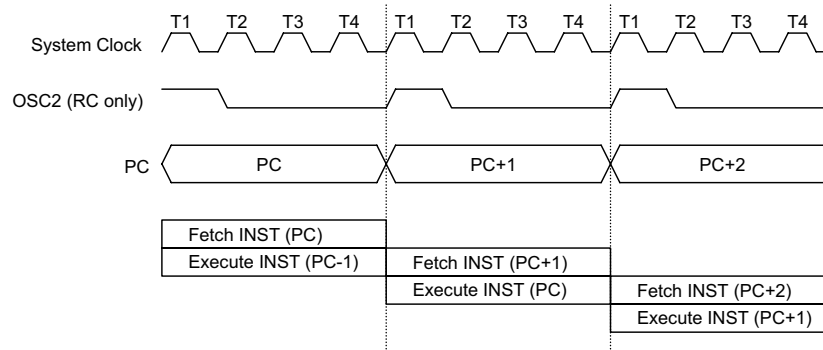 T1 T2 T3 T4 T1 T2 T3 T4 T1 T2 T3 T4
System Clock
OSC2 (RC only)
PC PC PC+1 PC+2
Fetch INST (PC)
Execute INST (PC-1) Fetch INST (PC+1)
Execute INST (PC) Fetch INST (PC+2)
Execute INST (PC+1)